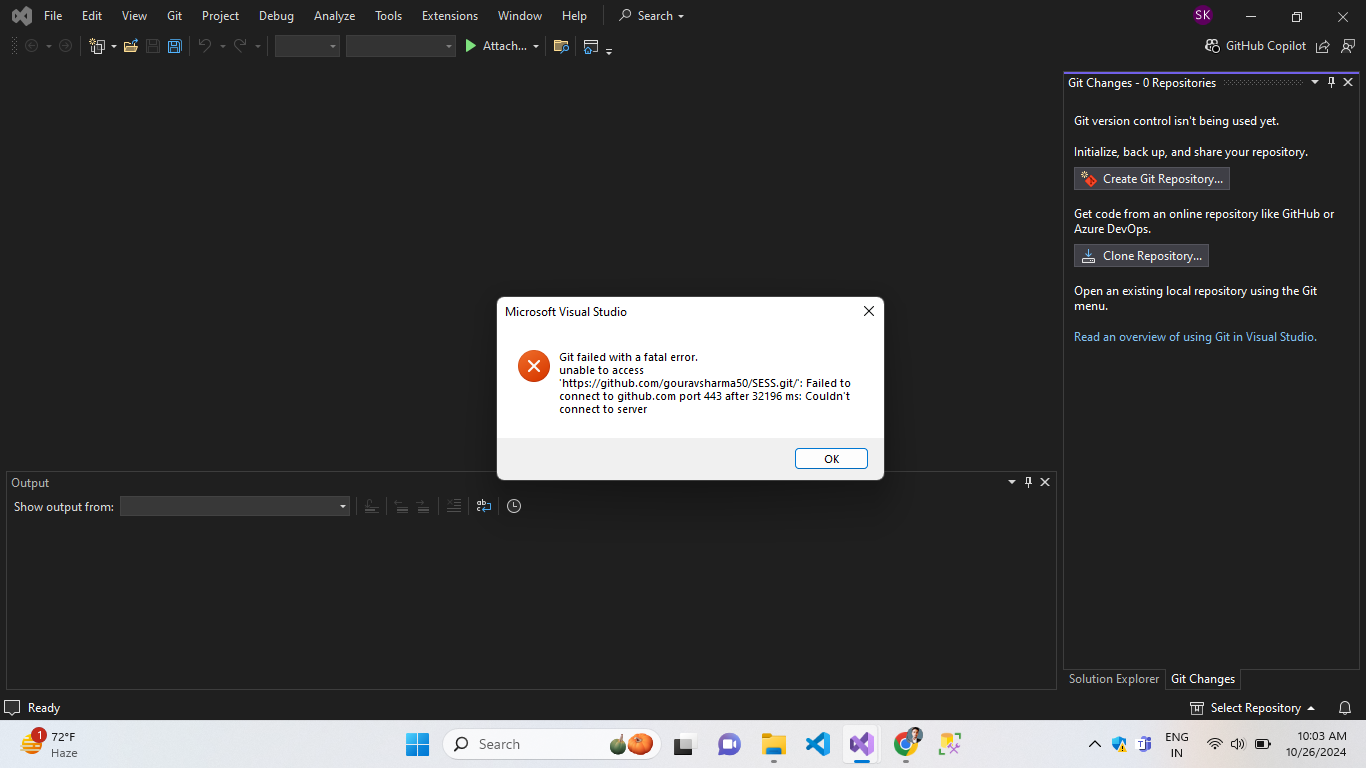 File Edit View Git Project Debug Analyze Tools Extensions Window Help Search SK
Attach... GitHub Copilot
Git Changes - 0 Repositories
Git version control isn't being used yet.
Initialize, back up, and share your repository.
Create Git Repository...
Get code from an online repository like GitHub or
Azure DevOps.
Clone Repository...
Open an existing local repository using the Git
menu.
Read an overview of using Git in Visual Studio.
Microsoft Visual Studio
Git failed with a fatal error.
unable to access
'https://github.com/gouravsharma50/SESS.git/': Failed to
connect to github.com port 443 after 32196 ms: Couldn't
connect to server
OK
Output
Show output from:
Solution Explorer Git Changes
Ready Select Repository
1
72°F
Haze
Search
ENG
IN
10:03 AM
10/26/2024